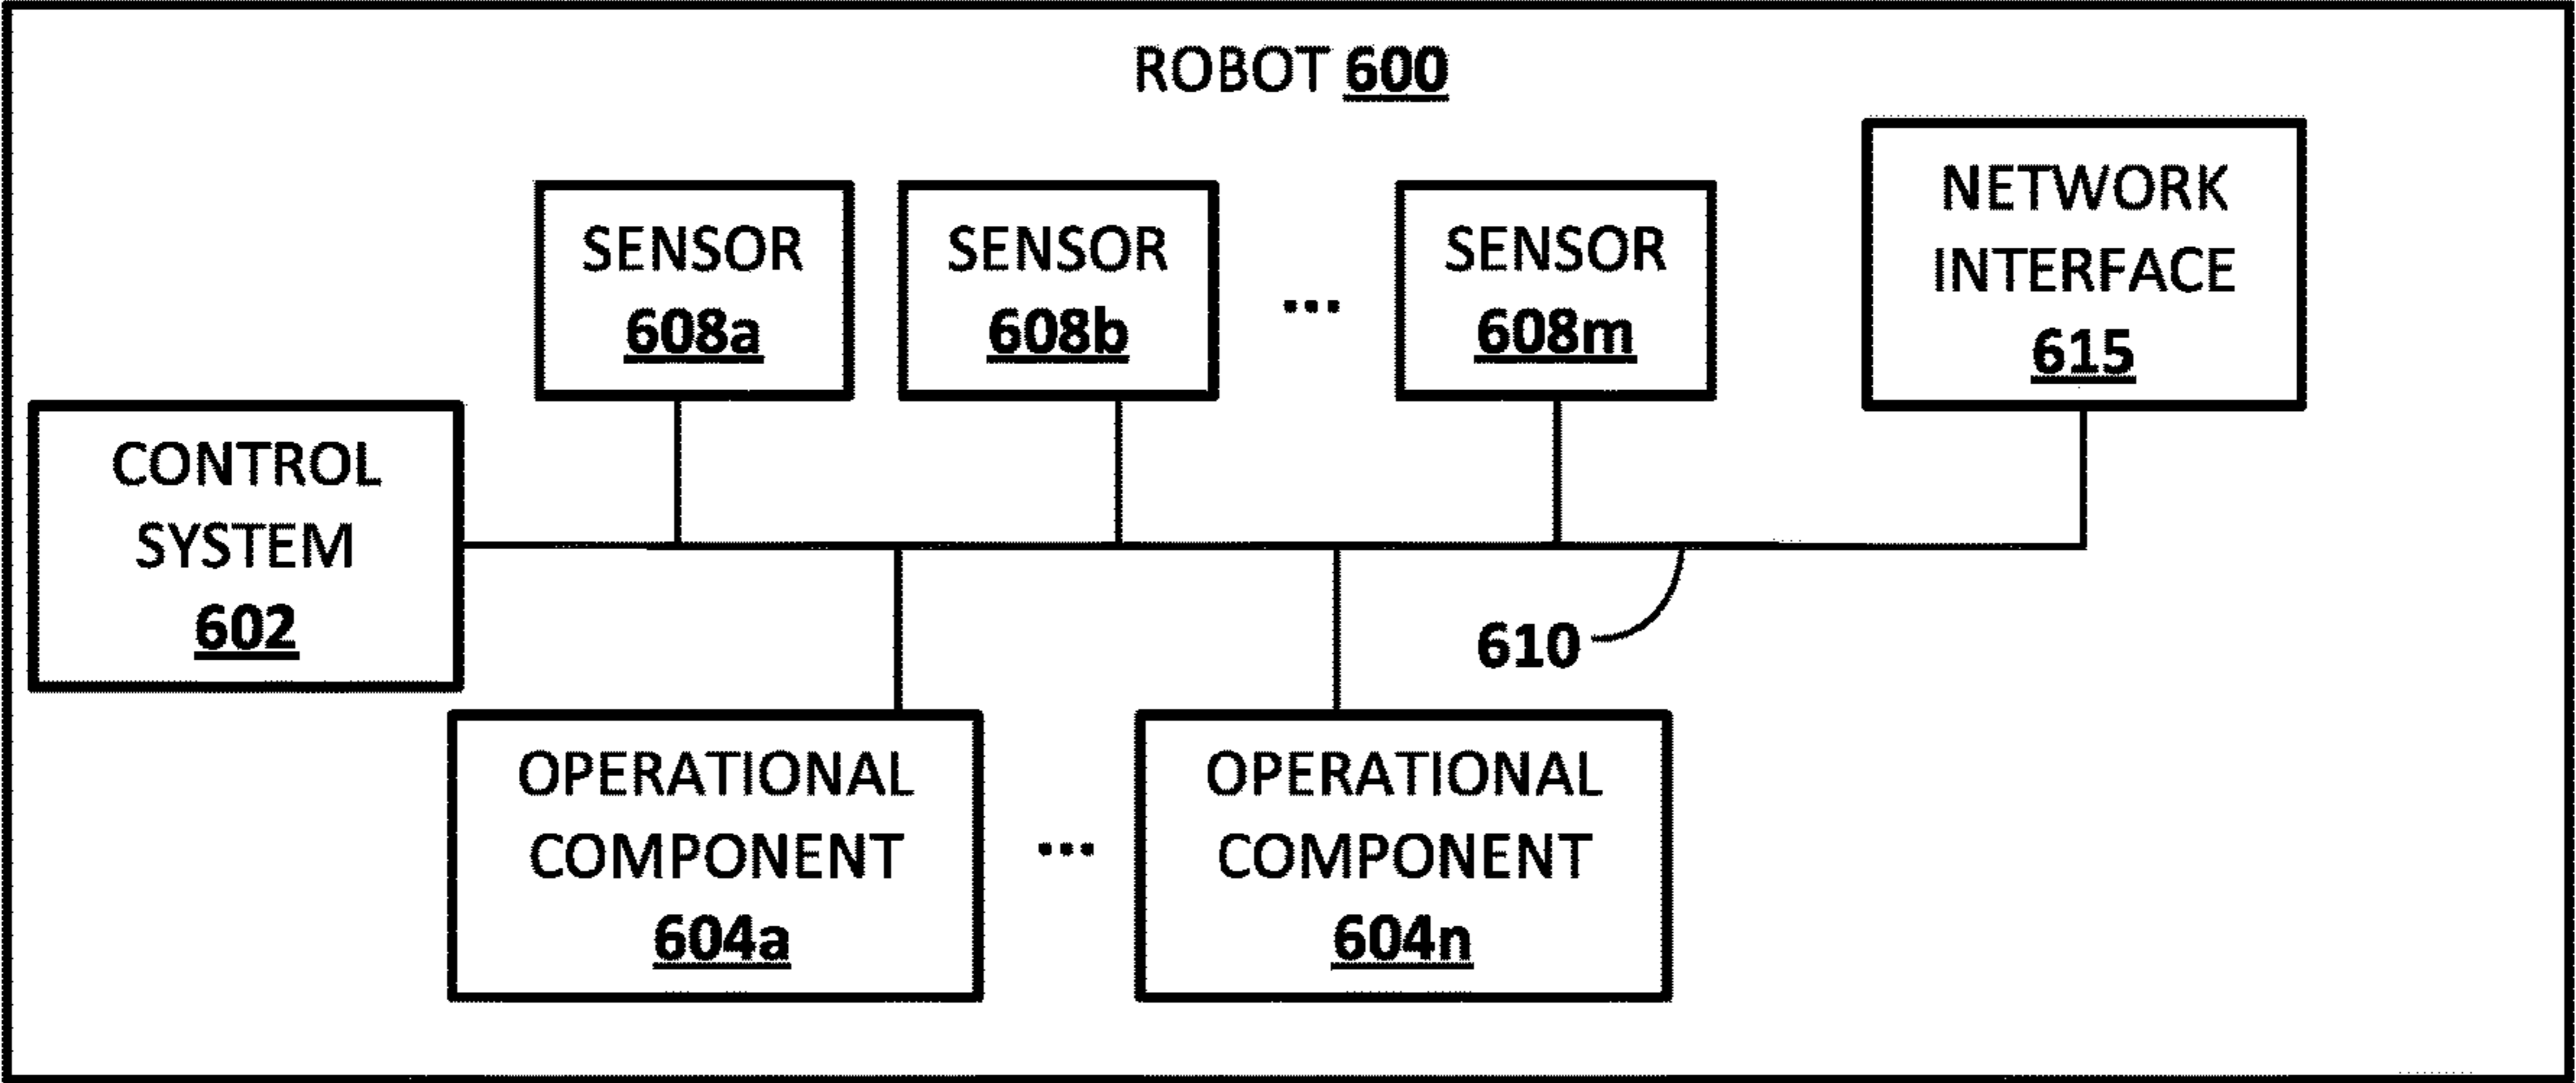 ROBOT 600
SENSOR
608a
SENSOR
608b
...
SENSOR
608m
NETWORK
INTERFACE
615
CONTROL
SYSTEM
602
610
OPERATIONAL
COMPONENT
604a
...
OPERATIONAL
COMPONENT
604n